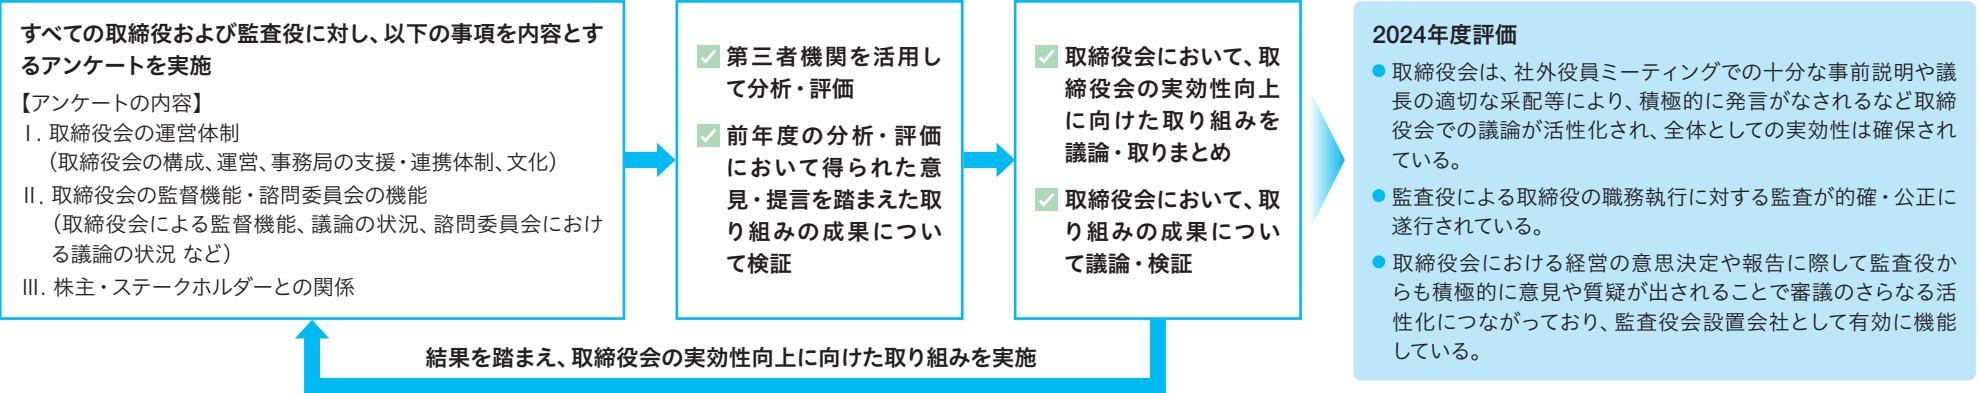 すべての取締役および監査役に対し、以下の事項を内容とす
るアンケートを実施
【アンケートの内容】
Ⅰ. 取締役会の運営体制
（取締役会の構成、運営、事務局の支援・連携体制、文化）
Ⅱ. 取締役会の監督機能・諮問委員会の機能
（取締役会による監督機能、議論の状況、諮問委員会におけ
る議論の状況 など）
Ⅲ. 株主・ステークホルダーとの関係
第三者機関を活用し
て分析・評価
前年度の分析・評価
において得られた意
見・提言を踏まえた取
り組みの成果につい
て検証
取締役会において、取
締役会の実効性向上
に向けた取り組みを
議論・取りまとめ
取締役会において、取
り組みの成果につい
て議論・検証
結果を踏まえ、取締役会の実効性向上に向けた取り組みを実施
2024年度評価
● 取締役会は、社外役員ミーティングでの十分な事前説明や議
長の適切な采配等により、積極的に発言がなされるなど取締
役会での議論が活性化され、全体としての実効性は確保され
ている。
● 監査役による取締役の職務執行に対する監査が的確・公正に
遂行されている。
● 取締役会における経営の意思決定や報告に際して監査役か
らも積極的に意見や質疑が出されることで審議のさらなる活
性化につながっており、監査役会設置会社として有効に機能
している。